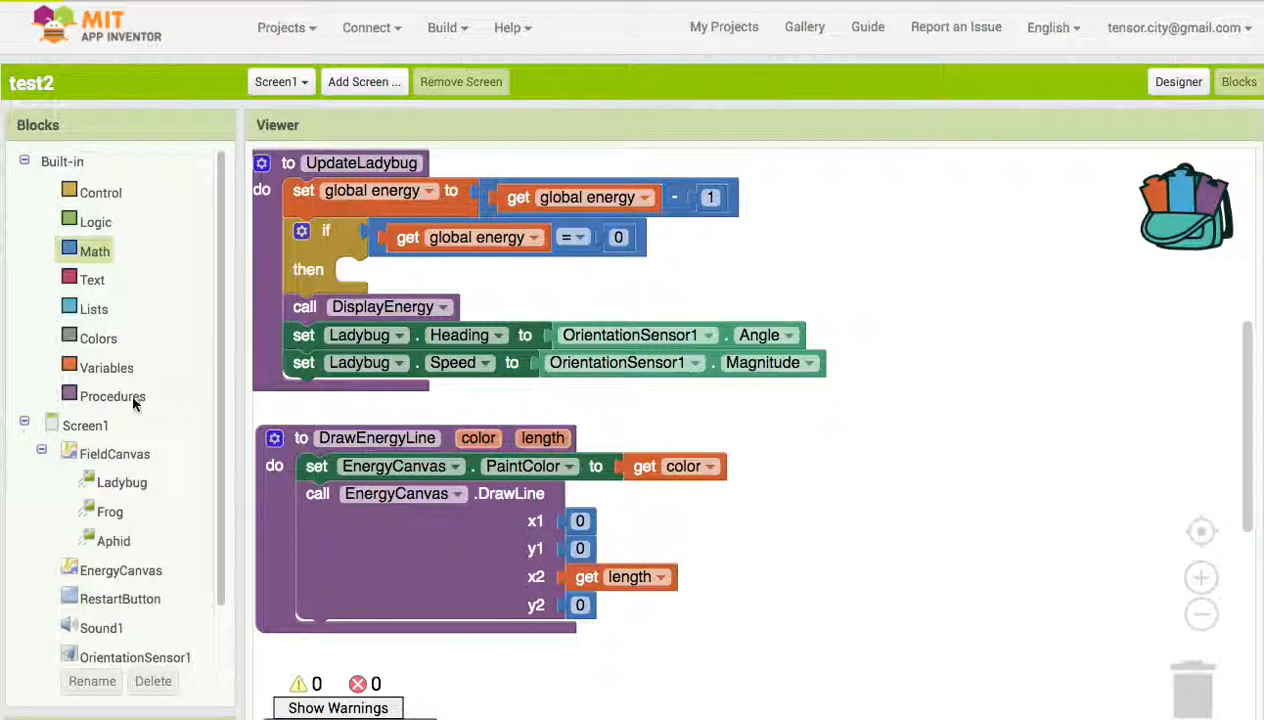 MIT
APP INVENTOR
Projects Connect Build Help My Projects Gallery Guide Report an Issue English tensor.city@gmail.com
test2 Screen1 Add Screen ... Remove Screen Designer Blocks
Blocks
Viewer
Built-in
Control
Logic
Math
Text
Lists
Colors
Variables
Procedures
Screen1
FieldCanvas
Ladybug
Frog
Aphid
EnergyCanvas
RestartButton
Sound1
OrientationSensor1
Rename Delete
to UpdateLadybug
do set global energy to get global energy - 1
if get global energy = 0
then
call DisplayEnergy
set Ladybug . Heading to OrientationSensor1 . Angle
set Ladybug . Speed to OrientationSensor1 . Magnitude
to DrawEnergyLine color length
do set EnergyCanvas . PaintColor to get color
call EnergyCanvas .DrawLine
x1 0
y1 0
x2 get length
y2 0
0 0
Show Warnings